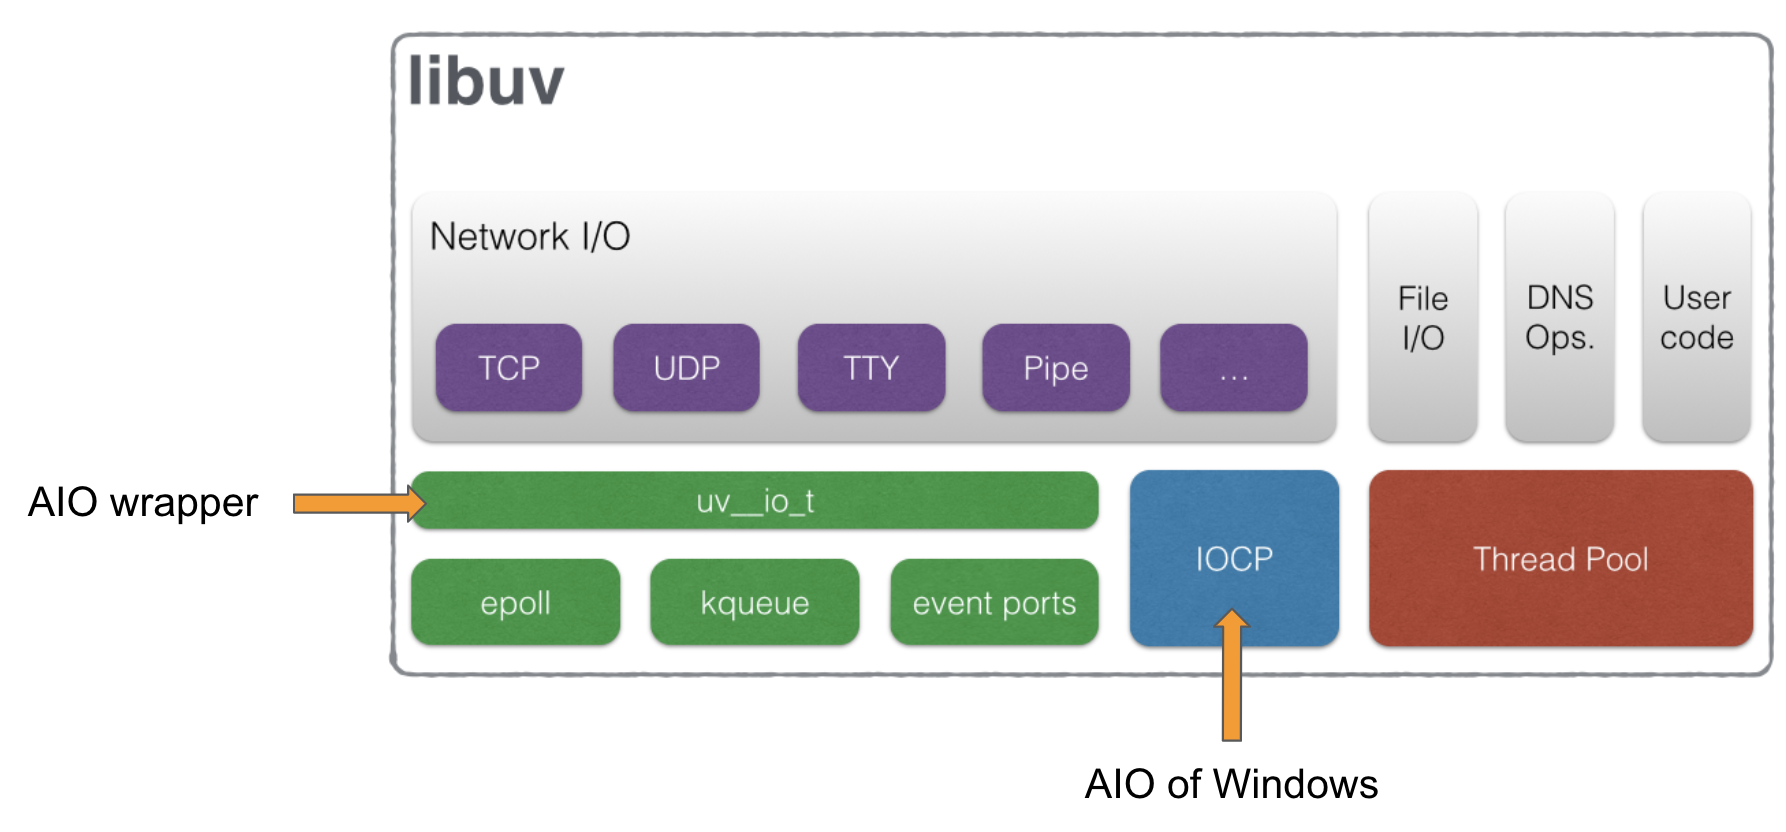 libuv
Network I/O
TCP
UDP
TTY
Pipe
...
File
I/O
DNS
Ops.
User
code
AIO wrapper
uv__io_t
epoll
kqueue
event ports
IOCP
Thread Pool
AIO of Windows